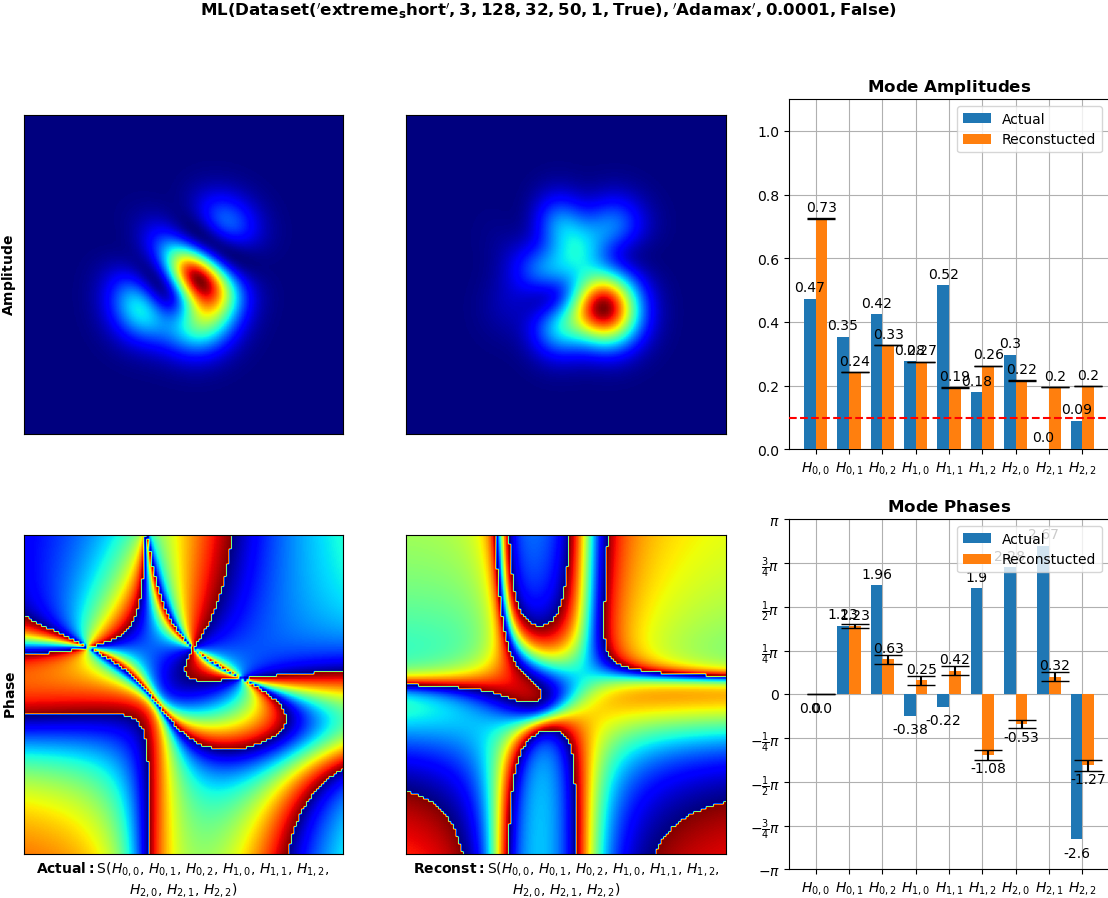 ML(Dataset('extreme_short', 3, 128, 32, 50, 1, True), 'Adamax', 0.0001, False)
Mode Amplitudes
Actual
Reconstucted
Amplitude
1.0
0.8
0.6
0.4
0.2
0.0
0.47
0.73
0.35
0.24
0.42
0.33
0.28
0.27
0.52
0.19
0.18
0.26
0.3
0.22
0.0
0.2
0.09
0.2
H0,0 H0,1 H0,2 H1,0 H1,1 H1,2 H2,0 H2,1 H2,2
Mode Phases
Actual
Reconstucted
Phase
π
3/4π
1/2π
1/4π
0
−1/4π
−1/2π
−3/4π
−π
0.0
0.0
1.23
1.96
0.63
-0.38
0.25
-0.22
0.42
1.9
-1.08
-0.53
0.32
-2.6
-1.27
H0,0 H0,1 H0,2 H1,0 H1,1 H1,2 H2,0 H2,1 H2,2
Actual:S(H0,0, H0,1, H0,2, H1,0, H1,1, H1,2,
H2,0, H2,1, H2,2)
Reconst:S(H0,0, H0,1, H0,2, H1,0, H1,1, H1,2,
H2,0, H2,1, H2,2)